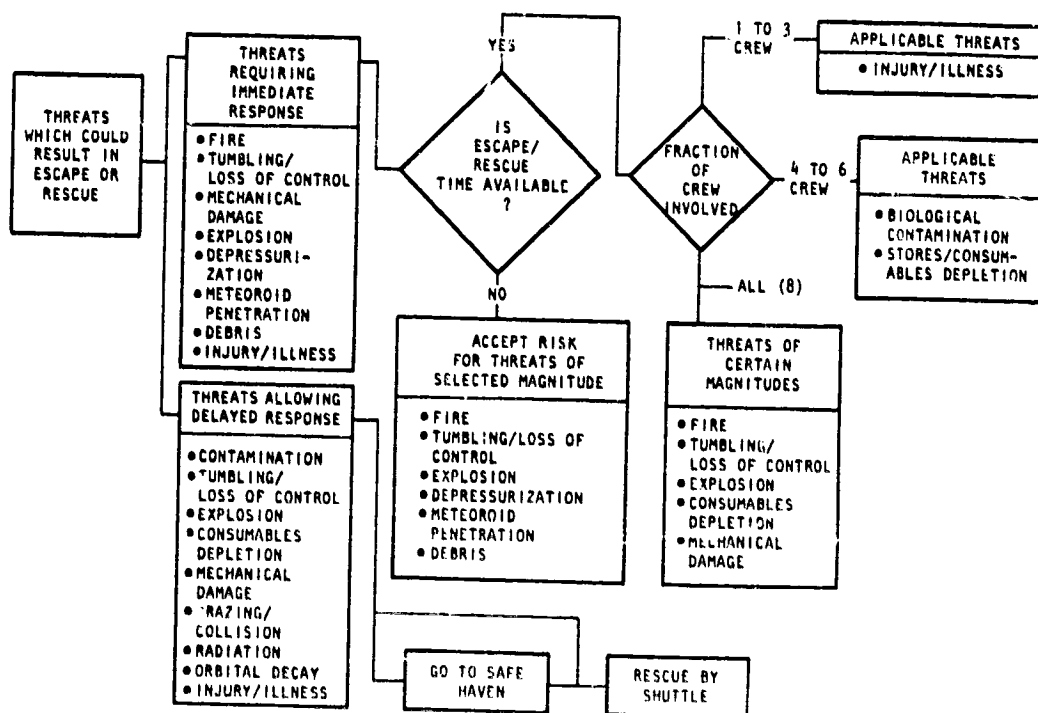 THREATS
WHICH COULD
RESULT IN
ESCAPE OR
RESCUE
THREATS
REQUIRING
IMMEDIATE
RESPONSE
• FIRE
• TUMBLING/
LOSS OF CONTROL
• MECHANICAL
DAMAGE
• EXPLOSION
• DEPRESSURI-
ZATION
• METEOROID
PENETRATION
• DEBRIS
• INJURY/ILLNESS
THREATS ALLOWING
DELAYED RESPONSE
• CONTAMINATION
• TUMBLING/
LOSS OF CONTROL
• EXPLOSION
• CONSUMABLES
DEPLETION
• MECHANICAL
DAMAGE
• GRAZING/
COLLISION
• RADIATION
• ORBITAL DECAY
• INJURY/ILLNESS
YES
IS
ESCAPE/
RESCUE
TIME AVAILABLE
?
NO
ACCEPT RISK
FOR THREATS OF
SELECTED MAGNITUDE
• FIRE
• TUMBLING/LOSS OF
CONTROL
• EXPLOSION
• DEPRESSURIZATION
• METEOROID
PENETRATION
• DEBRIS
GO TO SAFE
HAVEN
RESCUE BY
SHUTTLE
FRACTION
OF
CREW
INVOLVED
1 TO 3
CREW
APPLICABLE THREATS
• INJURY/ILLNESS
4 TO 6
CREW
APPLICABLE
THREATS
• BIOLOGICAL
CONTAMINATION
• STORES/CONSUM-
ABLES DEPLETION
ALL (8)
THREATS OF
CERTAIN
MAGNITUDES
• FIRE
• TUMBLING/
LOSS OF CONTROL
• EXPLOSION
• CONSUMABLES
DEPLETION
• MECHANICAL
DAMAGE